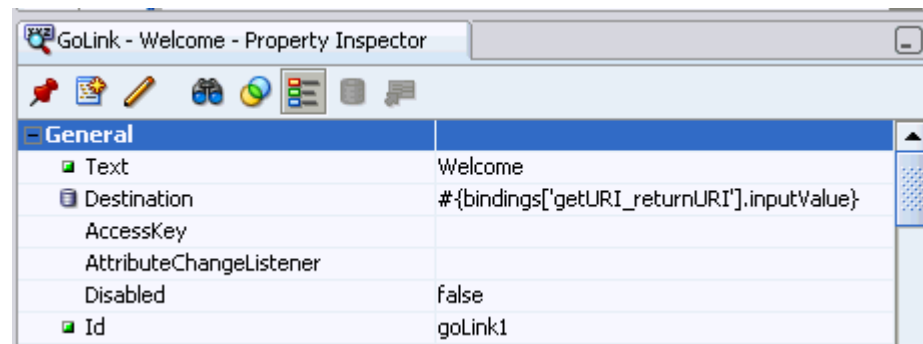 GoLink - Welcome - Property Inspector
General
Text Welcome
Destination #{bindings['getURI_returnURI'].inputValue}
AccessKey
AttributeChangeListener
Disabled false
Id goLink1